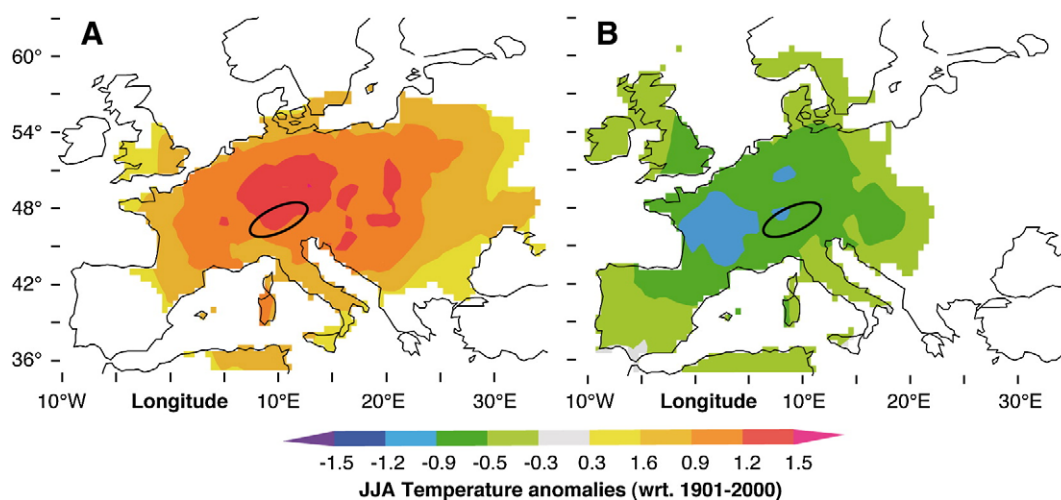 A B
60°
54°
48°
42°
36°
10°W Longitude 10°E 20°E 30°E 10°W Longitude 10°E 20°E 30°E
-1.5 -1.2 -0.9 -0.5 -0.3 0.3 1.6 0.9 1.2 1.5
JJA Temperature anomalies (wrt. 1901-2000)